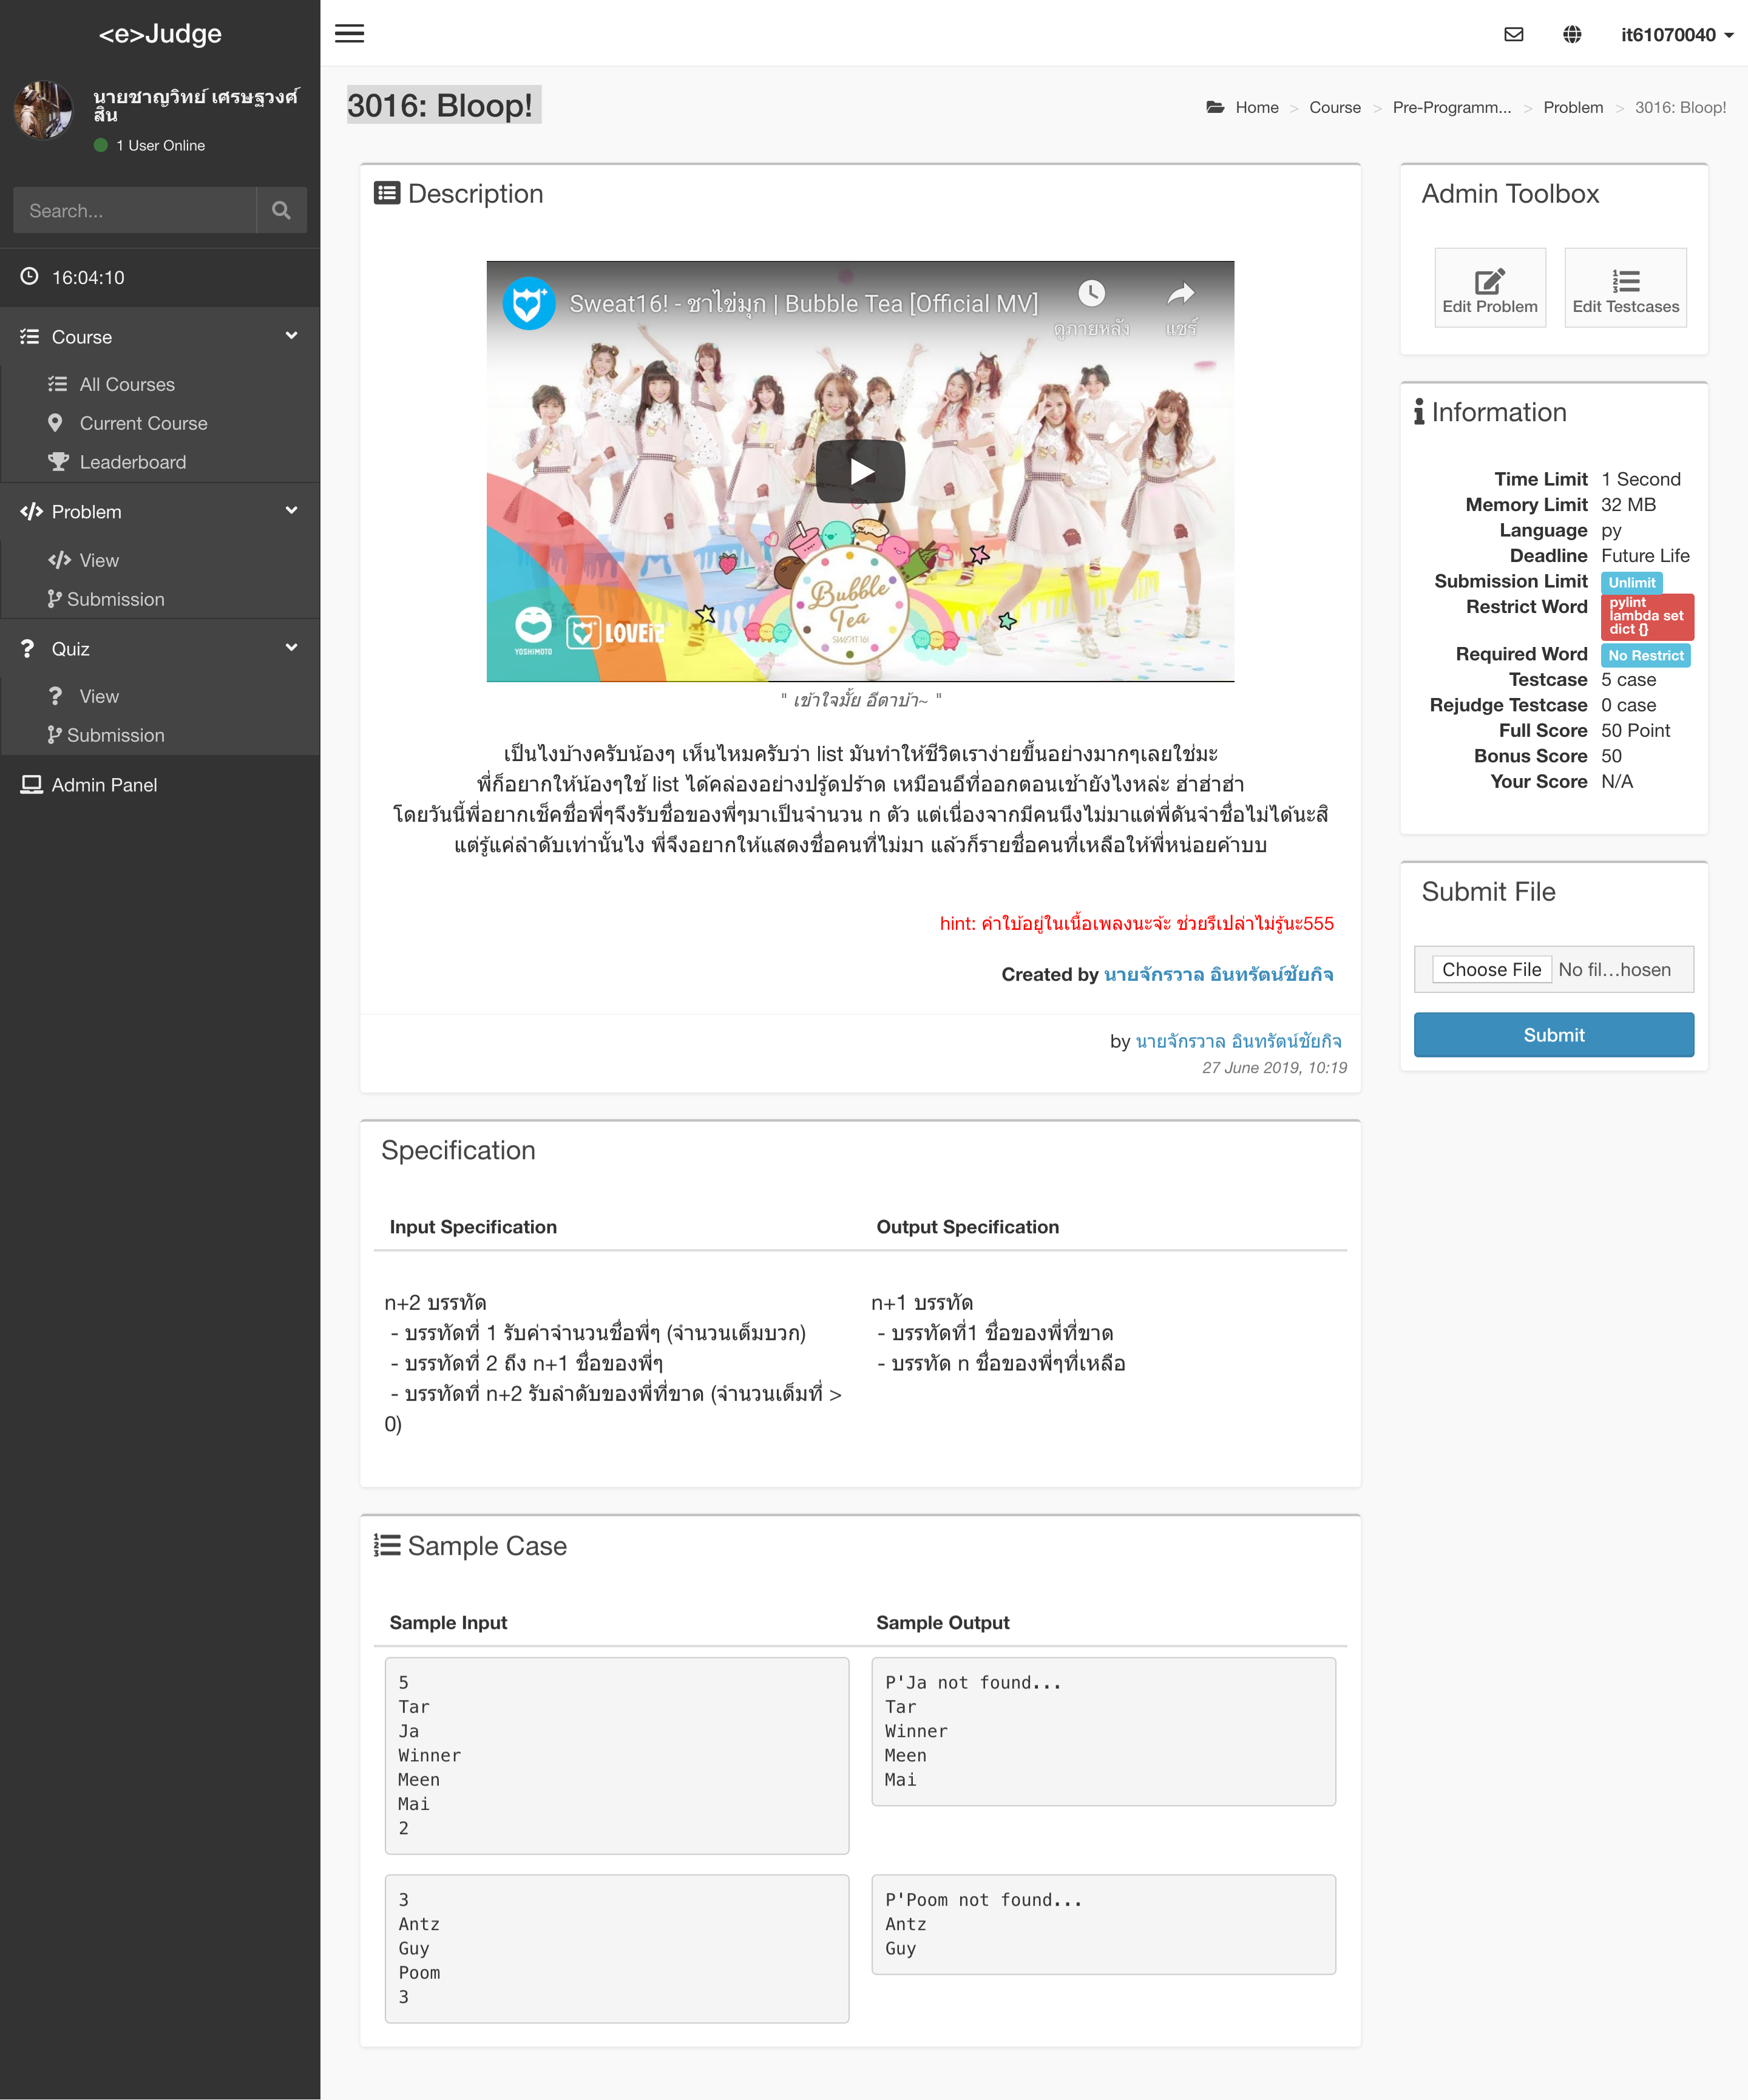 <e>Judge
it61070040
นายชาญวิทย์ เศรษฐวงศ์
สิน
1 User Online
Search...
16:04:10
Course
All Courses
Current Course
Leaderboard
Problem
View
Submission
Quiz
View
Submission
Admin Panel
3016: Bloop!
Home > Course > Pre-Programm... > Problem > 3016: Bloop!
Description
Sweat16! - ชาไข่มุก | Bubble Tea [Official MV]
ดูภายหลัง
แชร์
Bubble
Tea
SWEAT16!
YOSHIMOTO
LOVEiS
" เข้าใจมั้ย อีตาบ้า~ "
เป็นไงบ้างครับน้องๆ เห็นไหมครับว่า list มันทำให้ชีวิตเราง่ายขึ้นอย่างมากๆเลยใช่มะ
พี่ก็อยากให้น้องๆใช้ list ได้คล่องอย่างปรู้ดปร้าด เหมือนอึที่ออกตอนเช้ายังไงหล่ะ ฮ่าฮ่าฮ่า
โดยวันนี้พี่อยากเช็คชื่อพี่ๆจึงรับชื่อของพี่ๆมาเป็นจำนวน n ตัว แต่เนื่องจากมีคนนึงไม่มาแต่พี่ดันจำชื่อไม่ได้นะสิ
แต่รู้แค่ลำดับเท่านั้นไง พี่จึงอยากให้แสดงชื่อคนที่ไม่มา แล้วก็รายชื่อคนที่เหลือให้พี่หน่อยค้าบบ
hint: คำใบ้อยู่ในเนื้อเพลงนะจ้ะ ช่วยรึเปล่าไม่รู้นะ555
Created by นายจักรวาล อินทรัตน์ชัยกิจ
by นายจักรวาล อินทรัตน์ชัยกิจ
27 June 2019, 10:19
Admin Toolbox
Edit Problem
Edit Testcases
Information
Time Limit 1 Second
Memory Limit 32 MB
Language py
Deadline Future Life
Submission Limit Unlimit
Restrict Word pylint
lambda set
dict {}
Required Word No Restrict
Testcase 5 case
Rejudge Testcase 0 case
Full Score 50 Point
Bonus Score 50
Your Score N/A
Submit File
Choose File No fil...hosen
Submit
Specification
Input Specification
Output Specification
n+2 บรรทัด
- บรรทัดที่ 1 รับค่าจำนวนชื่อพี่ๆ (จำนวนเต็มบวก)
- บรรทัดที่ 2 ถึง n+1 ชื่อของพี่ๆ
- บรรทัดที่ n+2 รับลำดับของพี่ที่ขาด (จำนวนเต็มที่ >
0)
n+1 บรรทัด
- บรรทัดที่1 ชื่อของพี่ที่ขาด
- บรรทัด n ชื่อของพี่ๆที่เหลือ
Sample Case
Sample Input
Sample Output
5
Tar
Ja
Winner
Meen
Mai
2
P'Ja not found...
Tar
Winner
Meen
Mai
3
Antz
Guy
Poom
3
P'Poom not found...
Antz
Guy